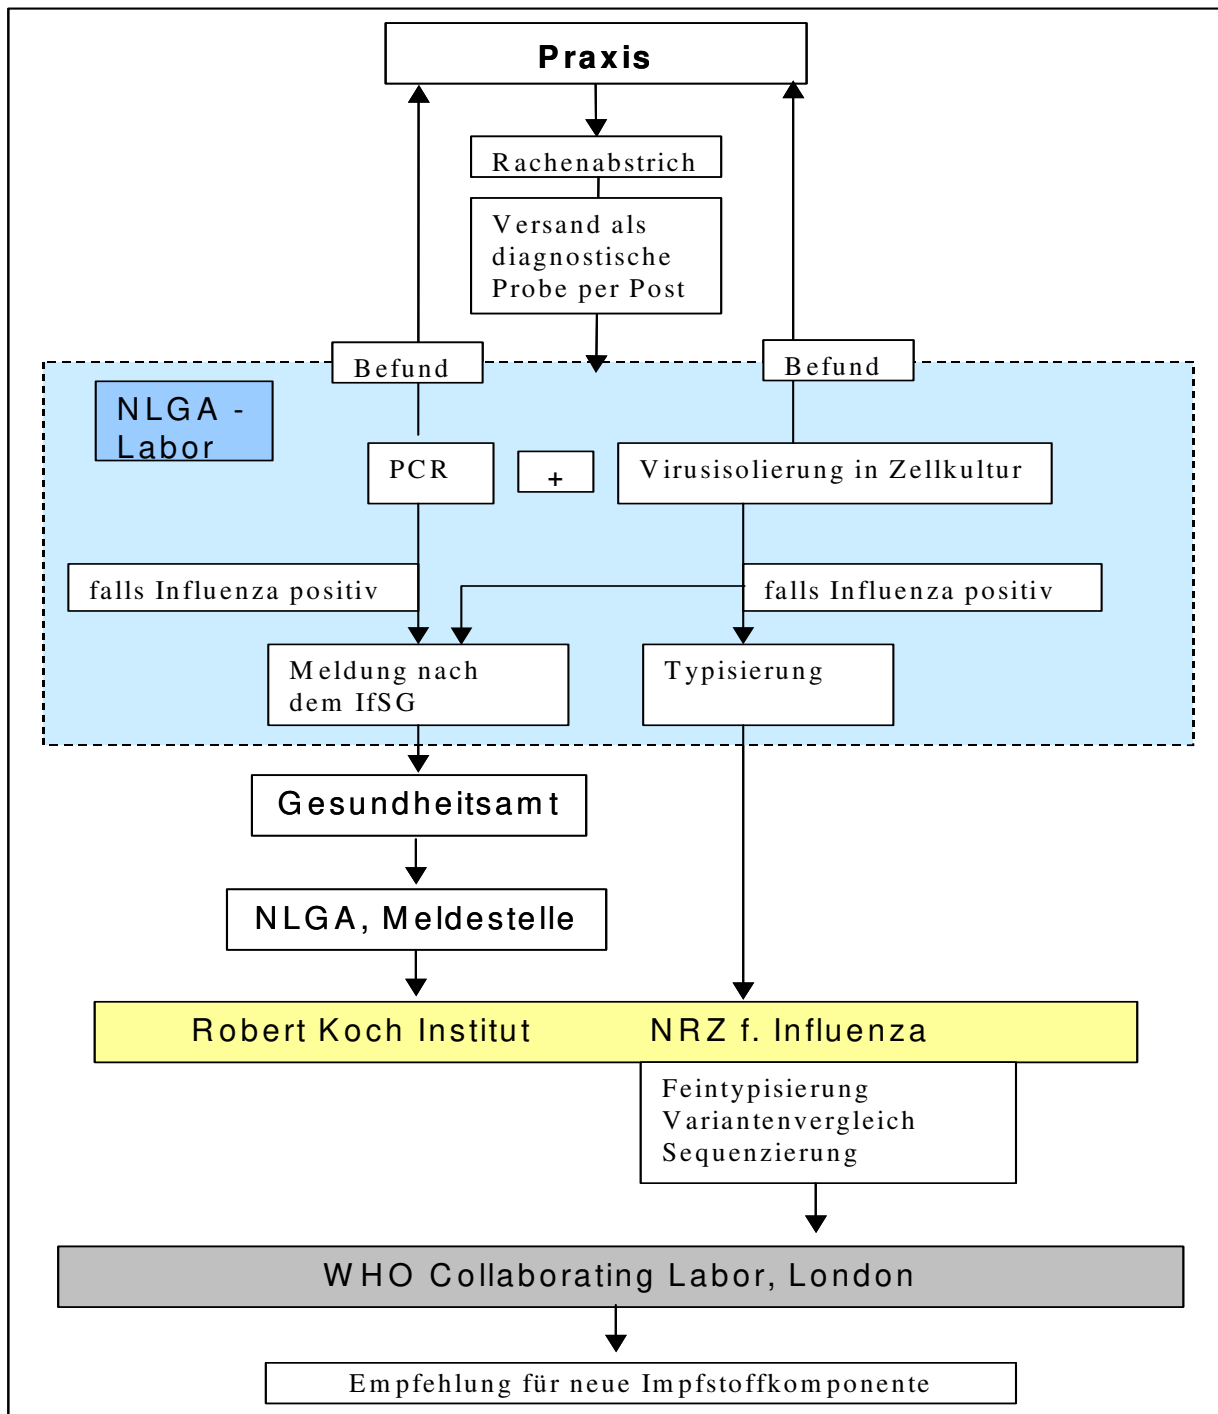 Praxis
Rachenabstrich
Versand als
diagnostische
Probe per Post
Befund
Befund
NLGA -
Labor
PCR
+
Virusisolierung in Zellkultur
falls Influenza positiv
falls Influenza positiv
Meldung nach
dem IfSG
Typisierung
Gesundheitsamt
NLGA, Meldestelle
Robert Koch Institut
NRZ f. Influenza
Feintypisierung
Variantenvergleich
Sequenzierung
WHO Collaborating Labor, London
Empfehlung für neue Impfstoffkomponente